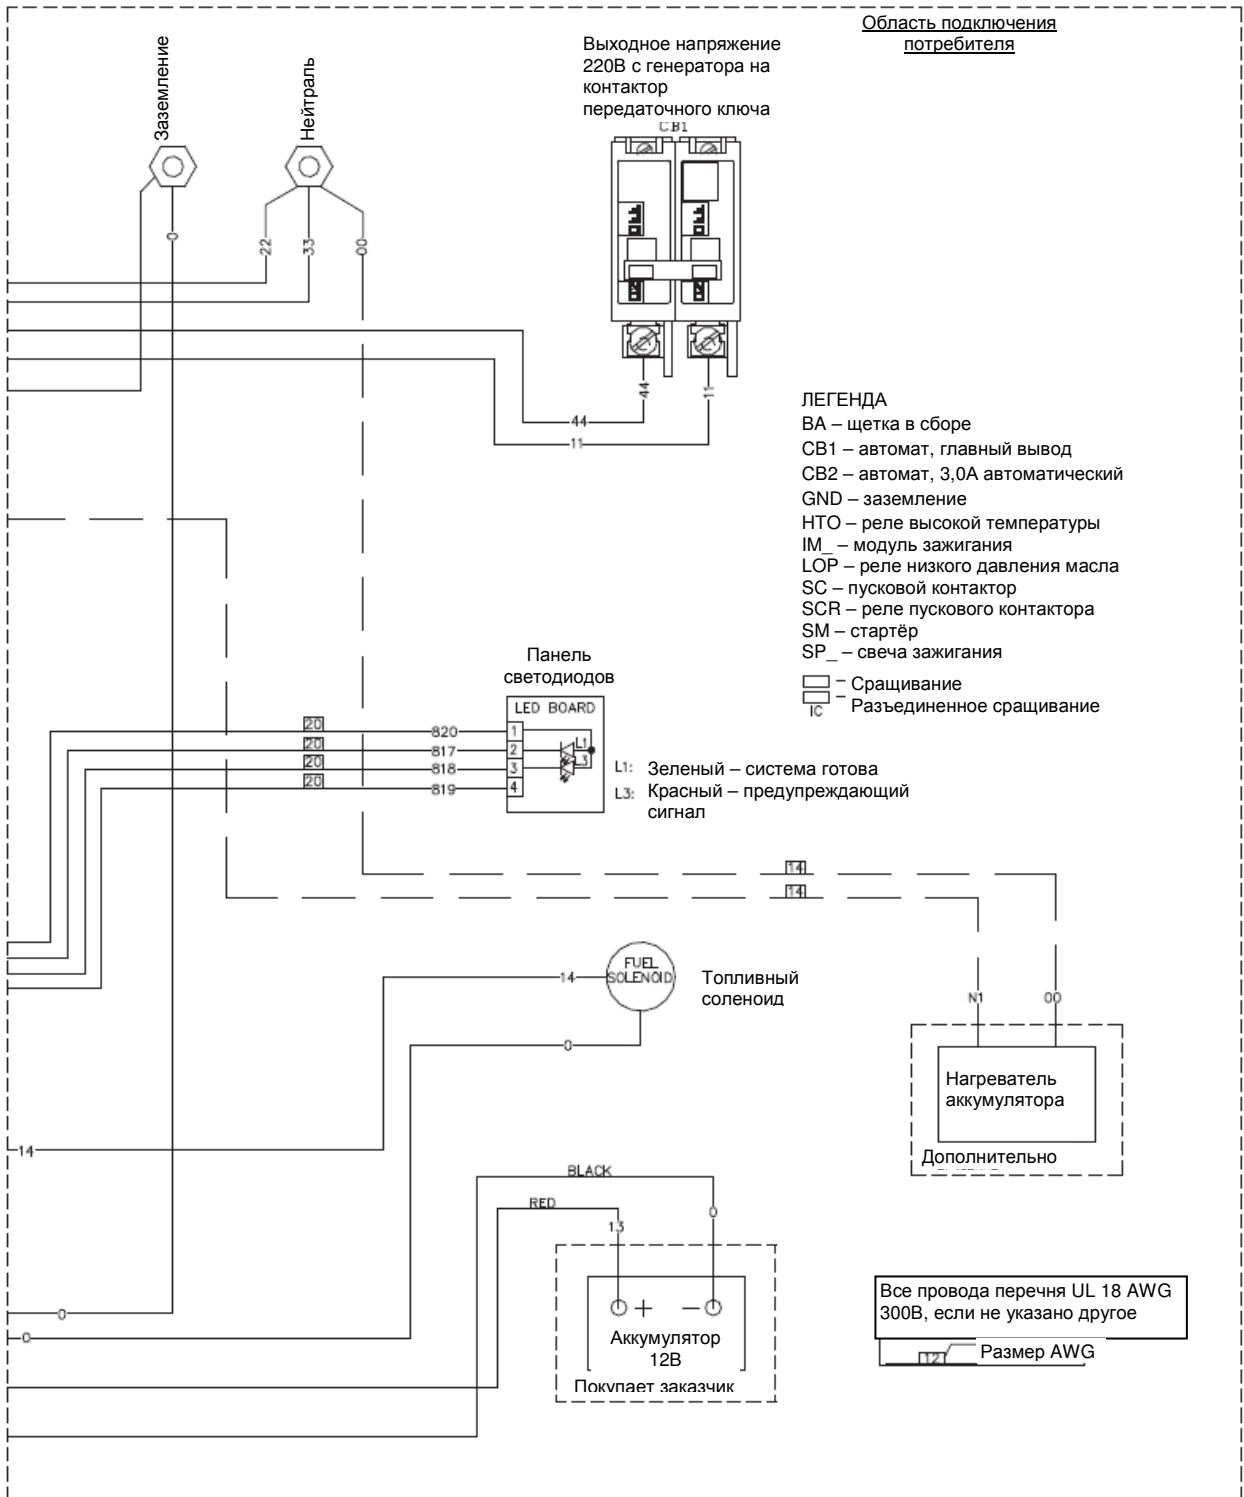 Область подключения
потребителя
Заземление
Нейтраль
Выходное напряжение
220В с генератора на
контактор
передаточного ключа
CB1
0
22
33
00
44
11
44
11
ЛЕГЕНДА
BA – щетка в сборе
CB1 – автомат, главный вывод
CB2 – автомат, 3,0А автоматический
GND – заземление
HTO – реле высокой температуры
IM_ – модуль зажигания
LOP – реле низкого давления масла
SC – пусковой контактор
SCR – реле пускового контактора
SM – стартёр
SP_ – свеча зажигания
– Сращивание
– Разъединенное сращивание
IC
Панель
светодиодов
LED BOARD
20 820 1
20 817 2 L1
20 818 3 L3
20 819 4
L1: Зеленый – система готова
L3: Красный – предупреждающий
сигнал
14
14
FUEL
SOLENOID
14
Топливный
соленоид
0
N1 00
Нагреватель
аккумулятора
Дополнительно
14
BLACK
RED
13
0
+ –
Аккумулятор
12В
Покупает заказчик
0
0
Все провода перечня UL 18 AWG
300В, если не указано другое
12 Размер AWG